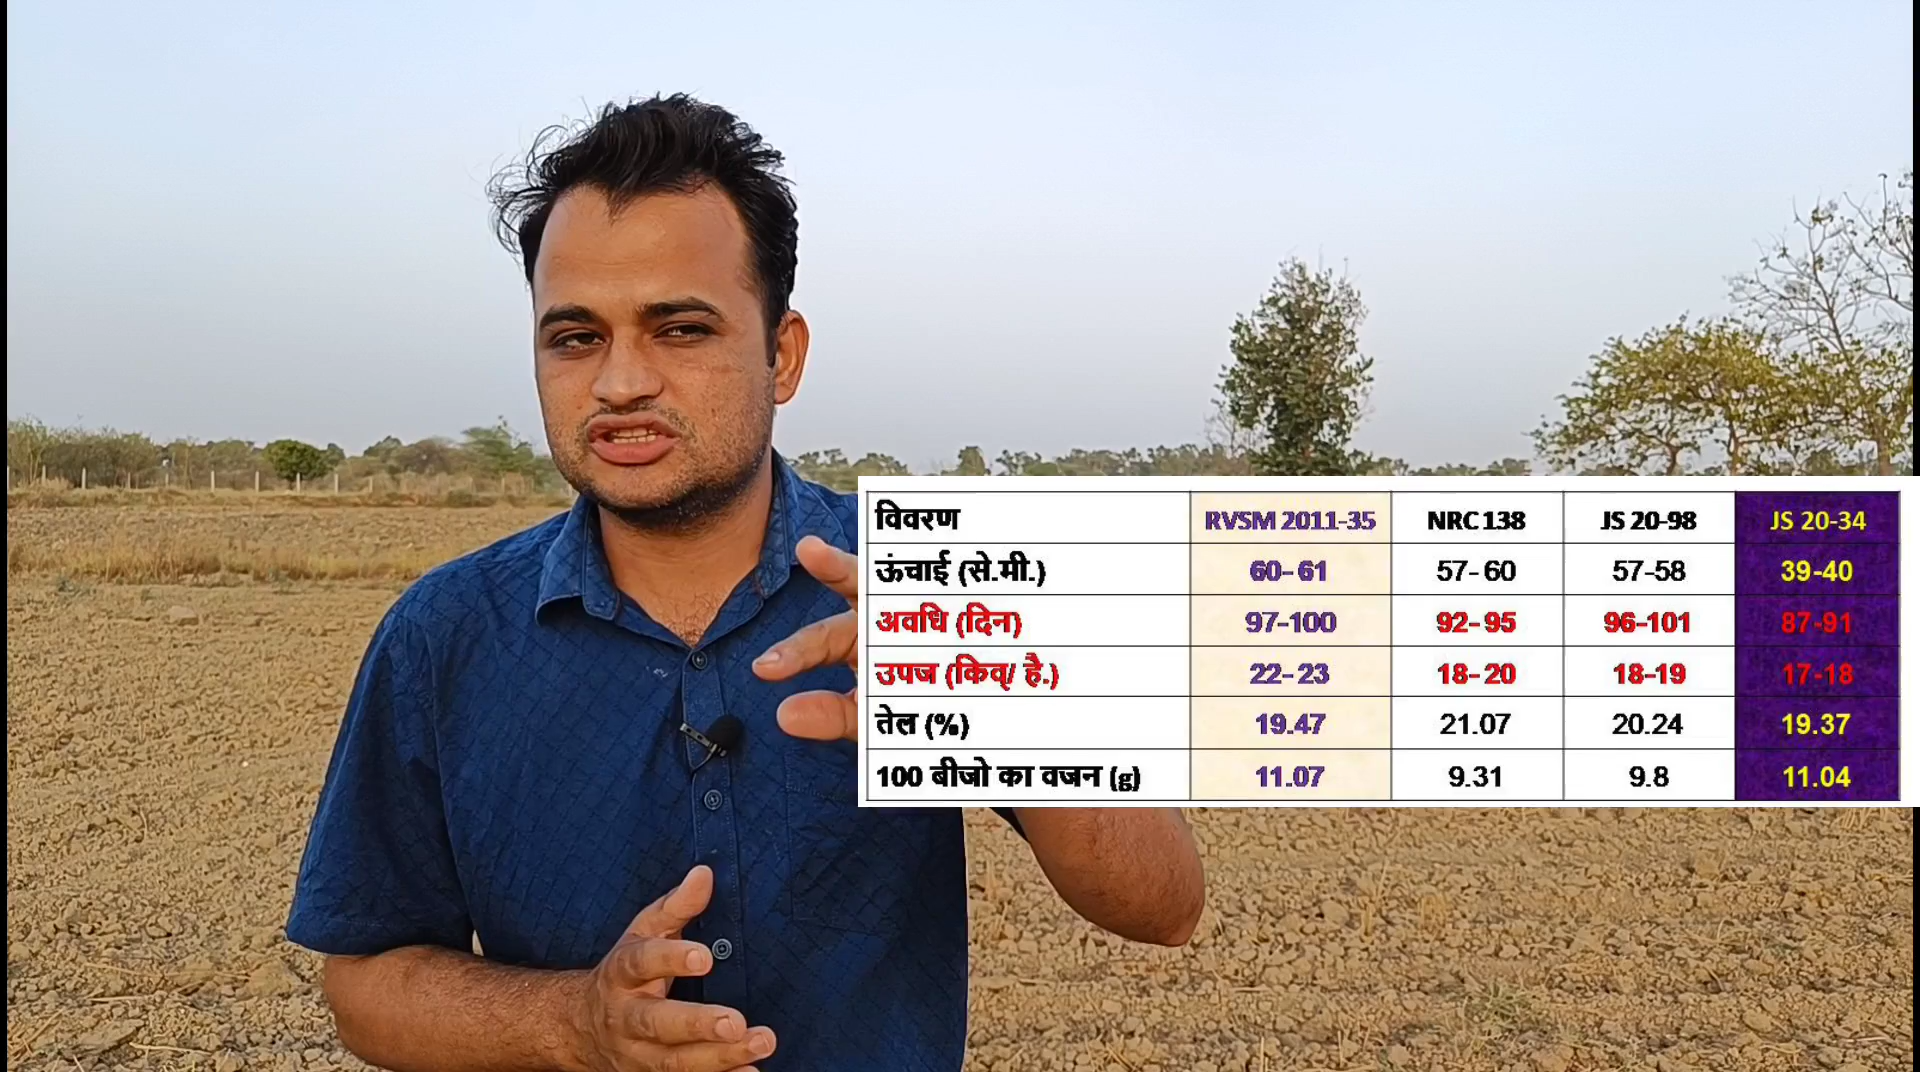 विवरण RVSM 2011-35 NRC 138 JS 20-98 JS 20-34
ऊंचाई (से.मी.) 60-61 57-60 57-58 39-40
अवधि (दिन) 97-100 92-95 96-101 87-91
उपज (किव्/ है.) 22-23 18-20 18-19 17-18
तेल (%) 19.47 21.07 20.24 19.37
100 बीजो का वजन (g) 11.07 9.31 9.8 11.04